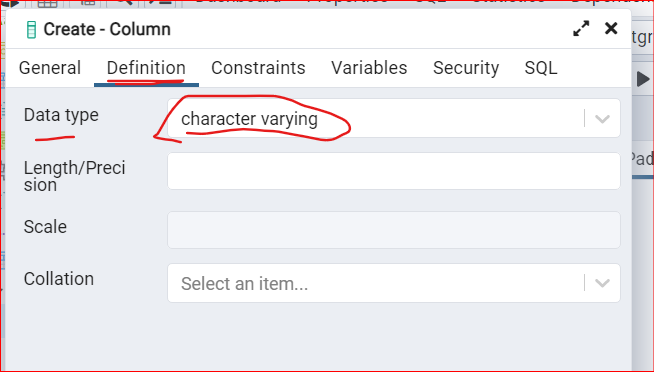 Create - Column
General Definition Constraints Variables Security SQL
Data type
character varying
Length/Preci
sion
Scale
Collation
Select an item...